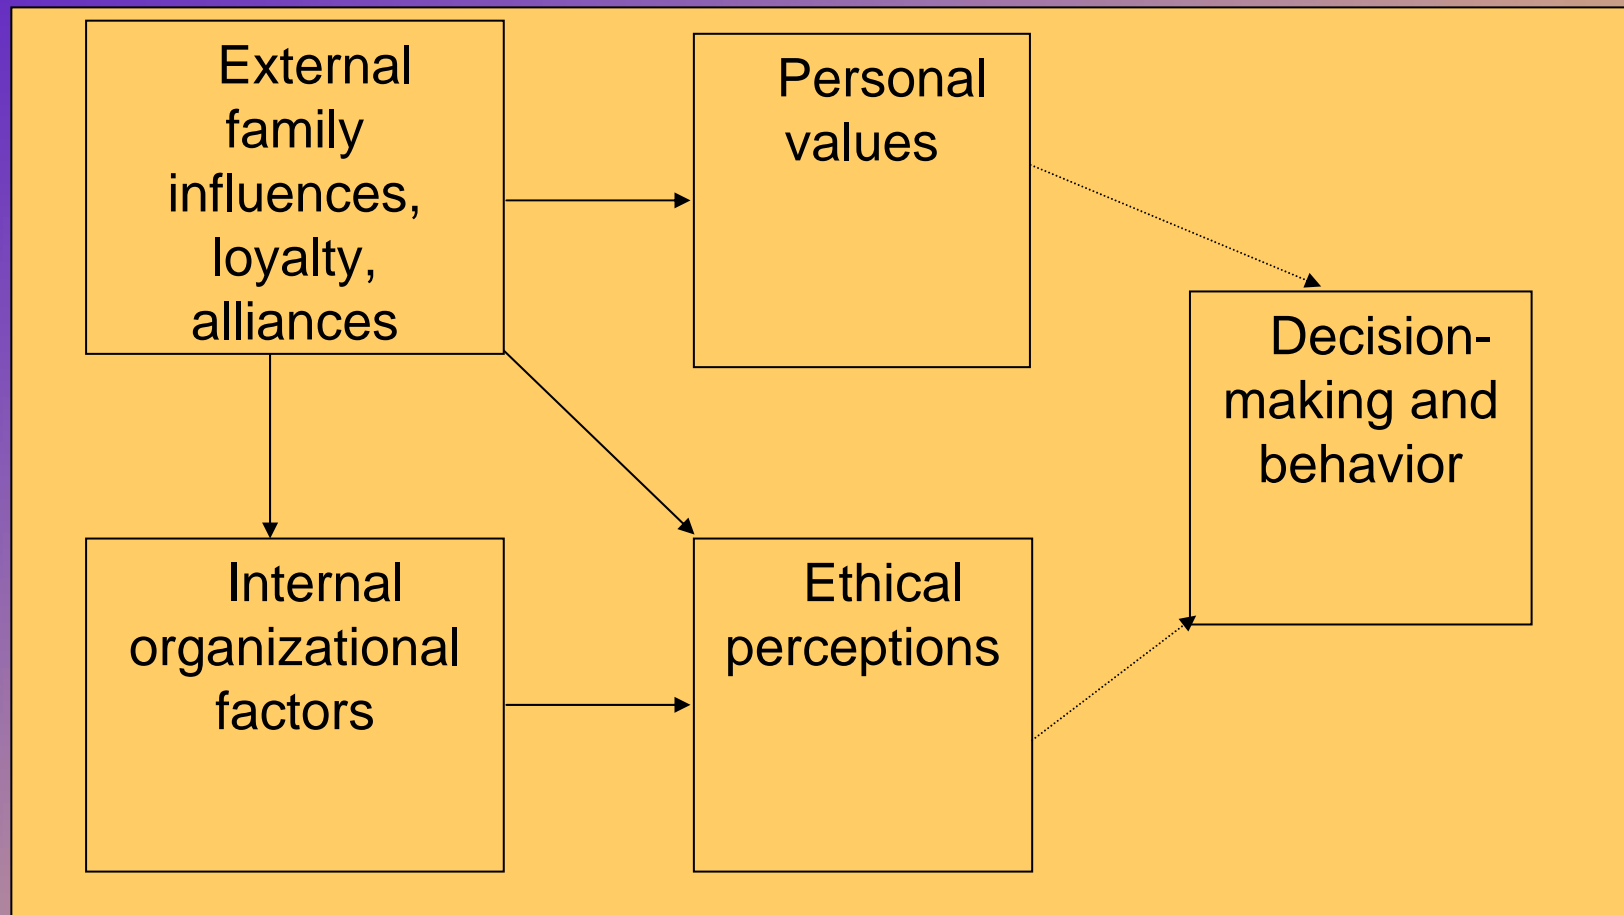 External
family
influences,
loyalty,
alliances
Personal
values
Decision-
making and
behavior
Internal
organizational
factors
Ethical
perceptions